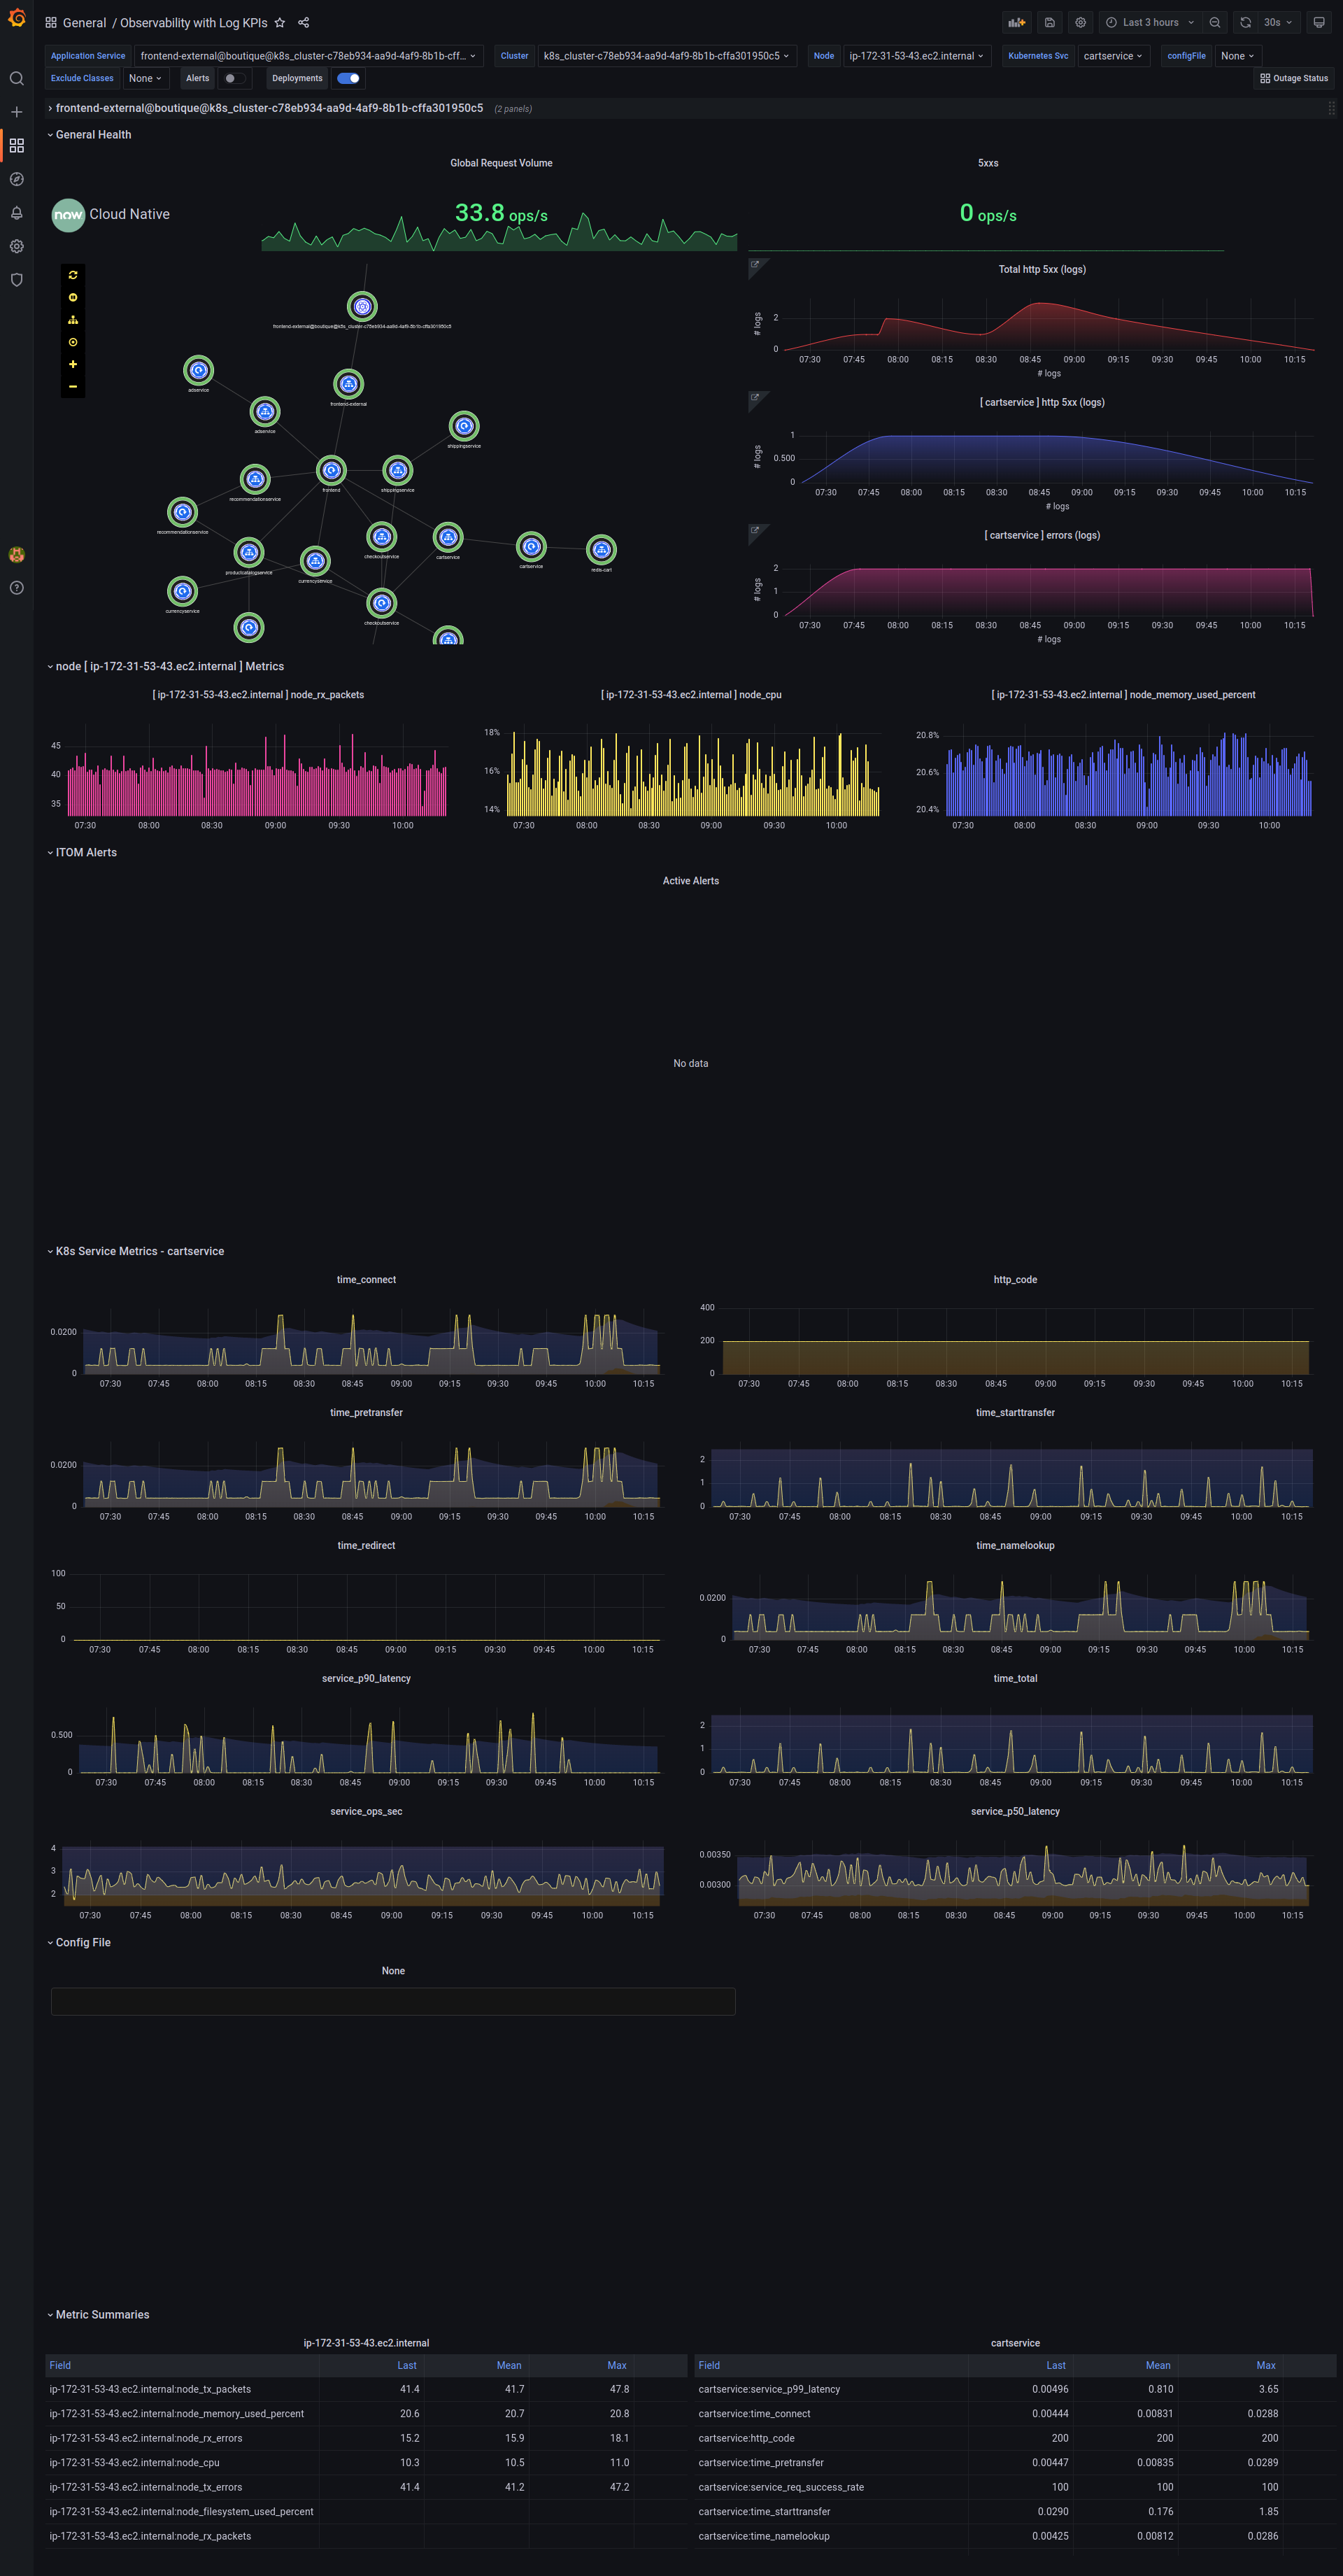 General / Observability with Log KPIs
Last 3 hours
30s
Application Service frontend-external@boutique@k8s_cluster-c78eb934-aa9d-4af9-8b1b-cff... Cluster k8s_cluster-c78eb934-aa9d-4af9-8b1b-cffa301950c5 Node ip-172-31-53-43.ec2.internal Kubernetes Svc cartservice configFile None
Exclude Classes None Alerts Deployments Outage Status
frontend-external@boutique@k8s_cluster-c78eb934-aa9d-4af9-8b1b-cffa301950c5 (2 panels)
General Health
now Cloud Native
Global Request Volume
33.8 ops/s
5xxs
0 ops/s
frontend-external@boutique@k8s_cluster-c78eb934-aa9d-4af9-8b1b-cffa301950c5
adservice
frontend-external
adservice
shippingservice
recommendationservice
frontend
shippingservice
recommendationservice
checkoutservice
cartservice
cartservice
redis-cart
productcatalogservice
currencyservice
currencyservice
checkoutservice
Total http 5xx (logs)
# logs
2
0
07:30 07:45 08:00 08:15 08:30 08:45 09:00 09:15 09:30 09:45 10:00 10:15
# logs
[ cartservice ] http 5xx (logs)
# logs
1
0.500
0
07:30 07:45 08:00 08:15 08:30 08:45 09:00 09:15 09:30 09:45 10:00 10:15
# logs
[ cartservice ] errors (logs)
# logs
2
1
0
07:30 07:45 08:00 08:15 08:30 08:45 09:00 09:15 09:30 09:45 10:00 10:15
# logs
node [ ip-172-31-53-43.ec2.internal ] Metrics
[ ip-172-31-53-43.ec2.internal ] node_rx_packets
45
40
35
07:30 08:00 08:30 09:00 09:30 10:00
[ ip-172-31-53-43.ec2.internal ] node_cpu
18%
16%
14%
07:30 08:00 08:30 09:00 09:30 10:00
[ ip-172-31-53-43.ec2.internal ] node_memory_used_percent
20.8%
20.6%
20.4%
07:30 08:00 08:30 09:00 09:30 10:00
ITOM Alerts
Active Alerts
No data
K8s Service Metrics - cartservice
time_connect
0.0200
0
07:30 07:45 08:00 08:15 08:30 08:45 09:00 09:15 09:30 09:45 10:00 10:15
http_code
400
200
0
07:30 07:45 08:00 08:15 08:30 08:45 09:00 09:15 09:30 09:45 10:00 10:15
time_pretransfer
0.0200
0
07:30 07:45 08:00 08:15 08:30 08:45 09:00 09:15 09:30 09:45 10:00 10:15
time_starttransfer
2
1
0
07:30 07:45 08:00 08:15 08:30 08:45 09:00 09:15 09:30 09:45 10:00 10:15
time_redirect
100
50
0
07:30 07:45 08:00 08:15 08:30 08:45 09:00 09:15 09:30 09:45 10:00 10:15
time_namelookup
0.0200
0
07:30 07:45 08:00 08:15 08:30 08:45 09:00 09:15 09:30 09:45 10:00 10:15
service_p90_latency
0.500
0
07:30 07:45 08:00 08:15 08:30 08:45 09:00 09:15 09:30 09:45 10:00 10:15
time_total
2
1
0
07:30 07:45 08:00 08:15 08:30 08:45 09:00 09:15 09:30 09:45 10:00 10:15
service_ops_sec
4
3
2
07:30 07:45 08:00 08:15 08:30 08:45 09:00 09:15 09:30 09:45 10:00 10:15
service_p50_latency
0.00350
0.00300
07:30 07:45 08:00 08:15 08:30 08:45 09:00 09:15 09:30 09:45 10:00 10:15
Config File
None
Metric Summaries
ip-172-31-53-43.ec2.internal
Field Last Mean Max
ip-172-31-53-43.ec2.internal:node_tx_packets 41.4 41.7 47.8
ip-172-31-53-43.ec2.internal:node_memory_used_percent 20.6 20.7 20.8
ip-172-31-53-43.ec2.internal:node_rx_errors 15.2 15.9 18.1
ip-172-31-53-43.ec2.internal:node_cpu 10.3 10.5 11.0
ip-172-31-53-43.ec2.internal:node_tx_errors 41.4 41.2 47.2
ip-172-31-53-43.ec2.internal:node_filesystem_used_percent
ip-172-31-53-43.ec2.internal:node_rx_packets
cartservice
Field Last Mean Max
cartservice:service_p99_latency 0.00496 0.810 3.65
cartservice:time_connect 0.00444 0.00831 0.0288
cartservice:http_code 200 200 200
cartservice:time_pretransfer 0.00447 0.00835 0.0289
cartservice:service_req_success_rate 100 100 100
cartservice:time_starttransfer 0.0290 0.176 1.85
cartservice:time_namelookup 0.00425 0.00812 0.0286